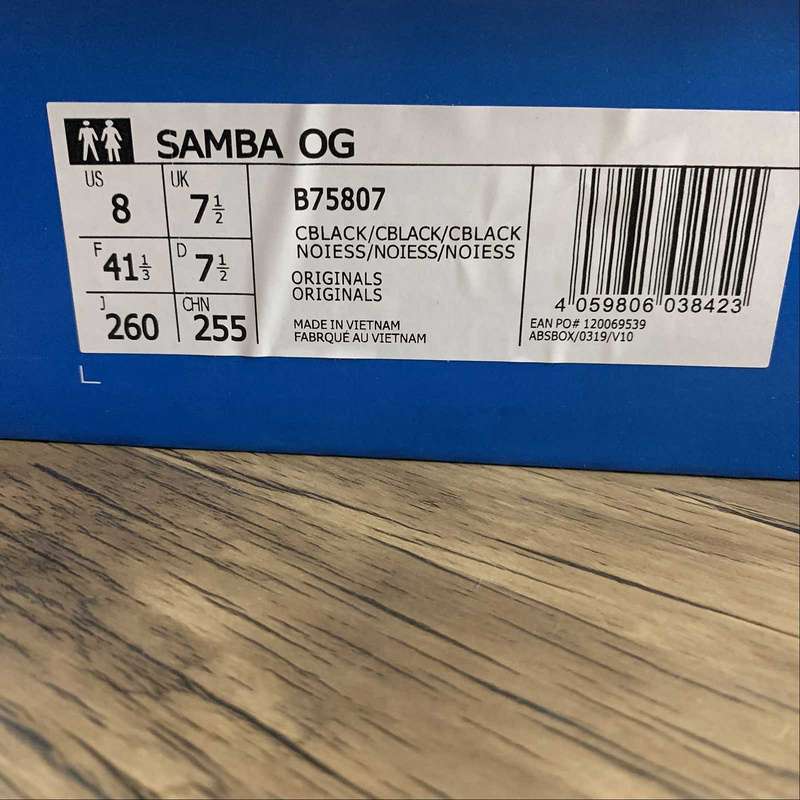 SAMBA OG
US 8 UK 7 1/2
F 41 1/3 D 7 1/2
J 260 CHN 255
B75807
CBLACK/CBLACK/CBLACK
NOIESS/NOIESS/NOIESS
ORIGINALS
ORIGINALS
MADE IN VIETNAM
FABRQUÉ AU VIETNAM
4 059806 038423
EAN PO# 120069539
ABSBOX/0319/V10